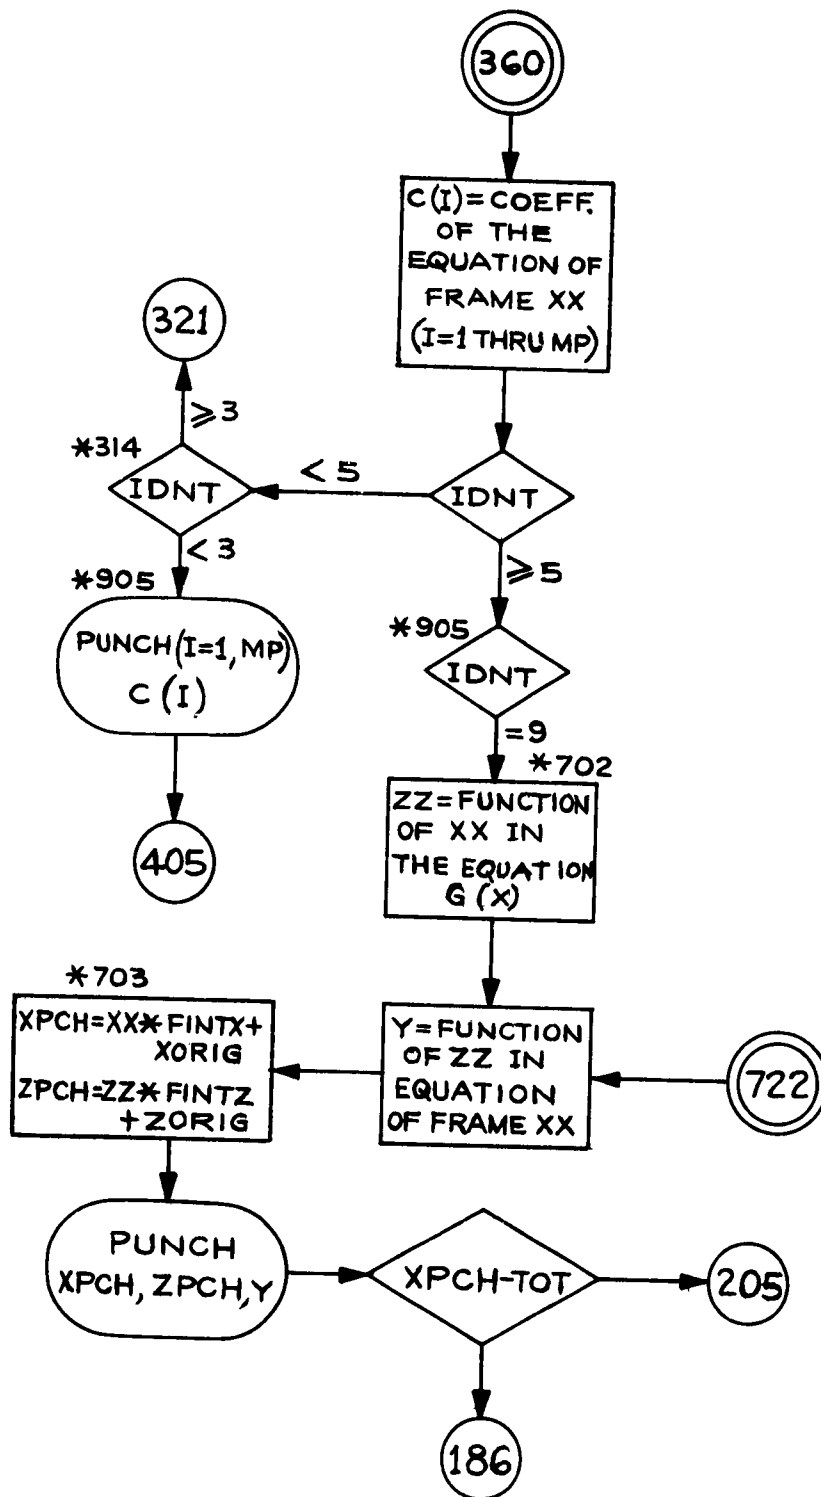 360
C(I)=COEFF.
OF THE
EQUATION OF
FRAME XX
(I=1 THRU MP)
321
≥3
*314
IDNT
<5
IDNT
<3
≥5
*905
*905
PUNCH(I=1, MP)
C(I)
IDNT
=9
*702
405
ZZ=FUNCTION
OF XX IN
THE EQUATION
G(X)
*703
XPCH=XX*FINTX+
XORIG
ZPCH=ZZ*FINTZ
+ZORIG
Y=FUNCTION
OF ZZ IN
EQUATION
OF FRAME XX
722
PUNCH
XPCH, ZPCH, Y
XPCH-TOT
205
186